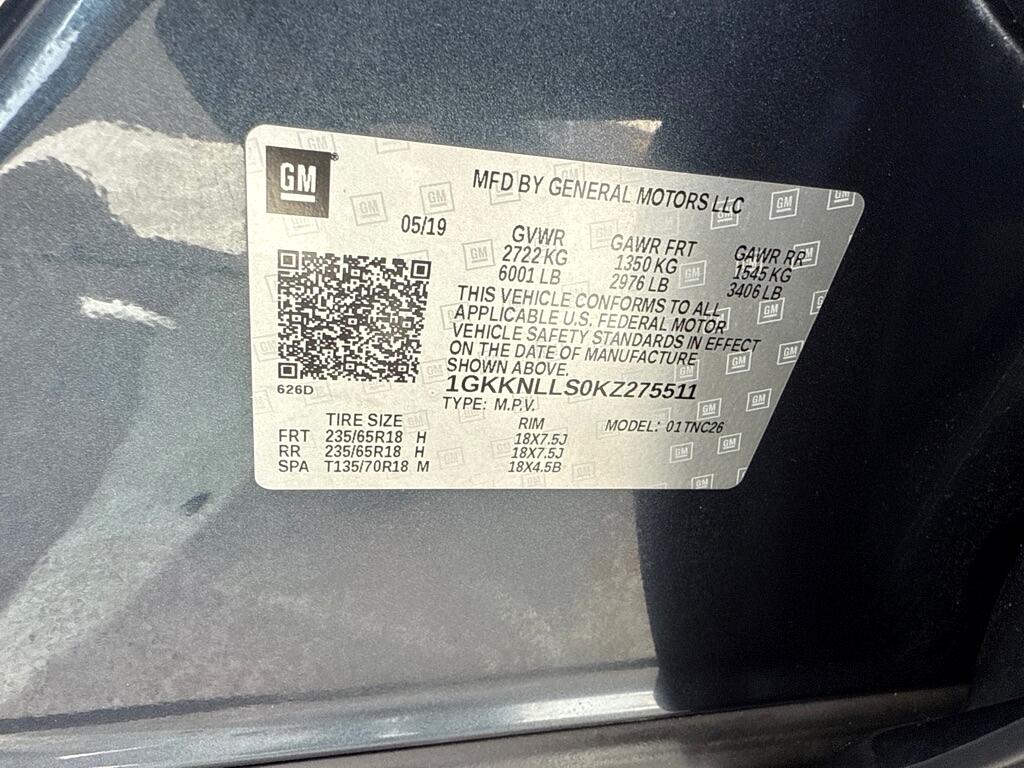 GM
MFD BY GENERAL MOTORS LLC
05/19
GVWR GAWR FRT GAWR RR
2722 KG 1350 KG 1545 KG
6001 LB 2976 LB 3406 LB
THIS VEHICLE CONFORMS TO ALL
APPLICABLE U.S. FEDERAL MOTOR
VEHICLE SAFETY STANDARDS IN EFFECT
ON THE DATE OF MANUFACTURE
SHOWN ABOVE.
626D
1GKKNLLS0KZ275511
TYPE: M.P.V.
TIRE SIZE RIM MODEL: 01TNC26
FRT 235/65R18 H 18X7.5J
RR 235/65R18 H 18X7.5J
SPA T135/70R18 M 18X4.5B